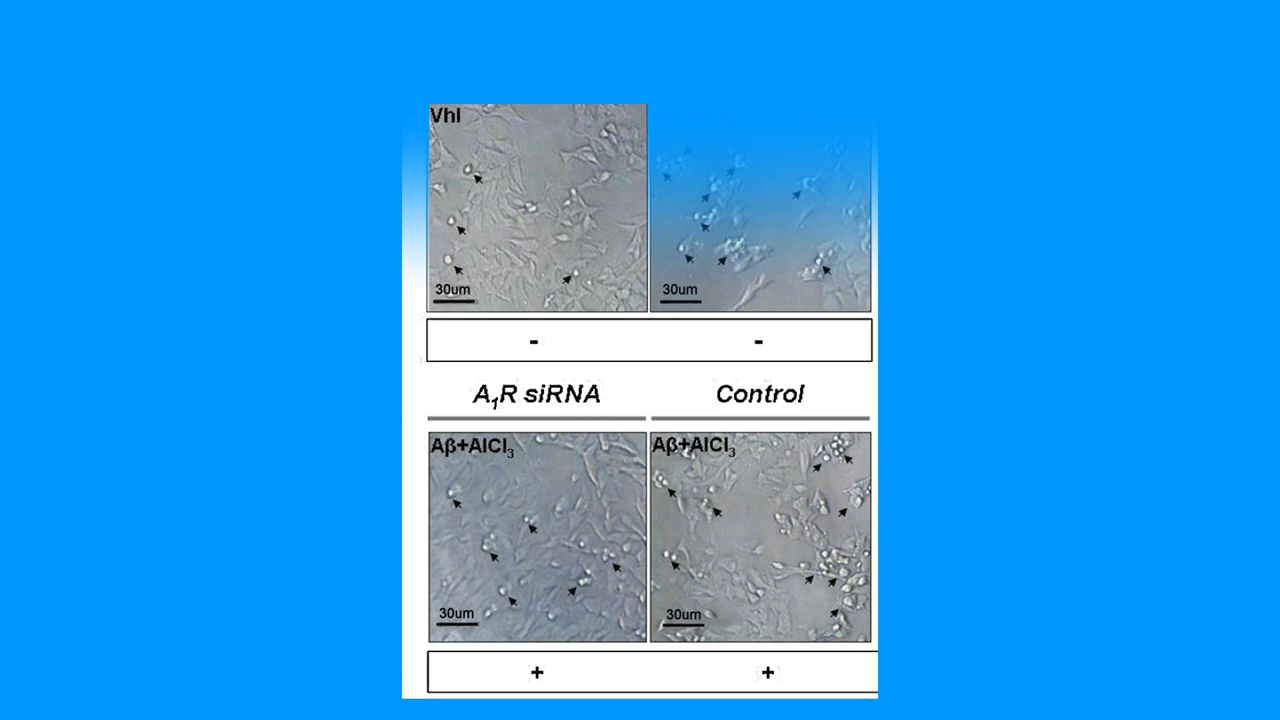 Vhl
30um
30um
- -
A₁R siRNA Control
Aβ+AlCl₃ Aβ+AlCl₃
30um
30um
+ +